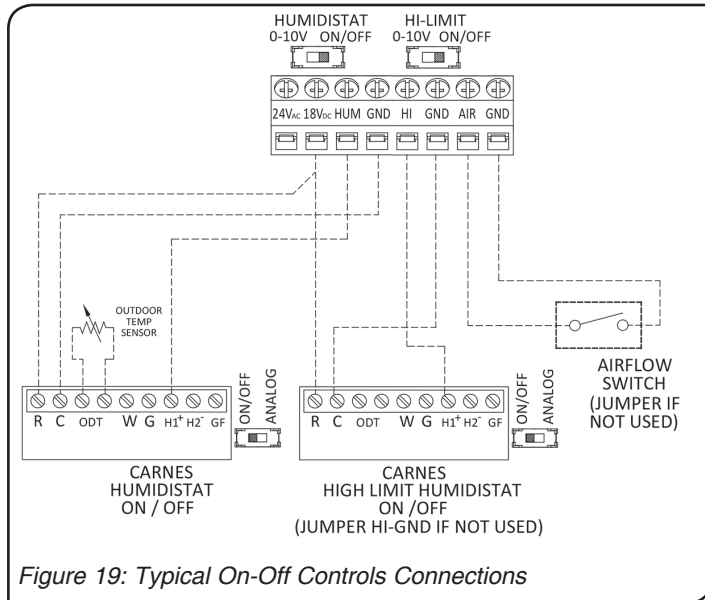 HUMIDISTAT HI-LIMIT
0-10V ON/OFF 0-10V ON/OFF
24VAC 18VDC HUM GND HI GND AIR GND
OUTDOOR
TEMP
SENSOR
R C ODT W G H1+ H2- GF
ON/OFF
ANALOG
R C ODT W G H1+ H2- GF
ON/OFF
ANALOG
AIRFLOW
SWITCH
(JUMPER IF
NOT USED)
CARNES
HUMIDISTAT
ON / OFF
CARNES
HIGH LIMIT HUMIDISTAT
ON /OFF
(JUMPER HI-GND IF NOT USED)
Figure 19: Typical On-Off Controls Connections